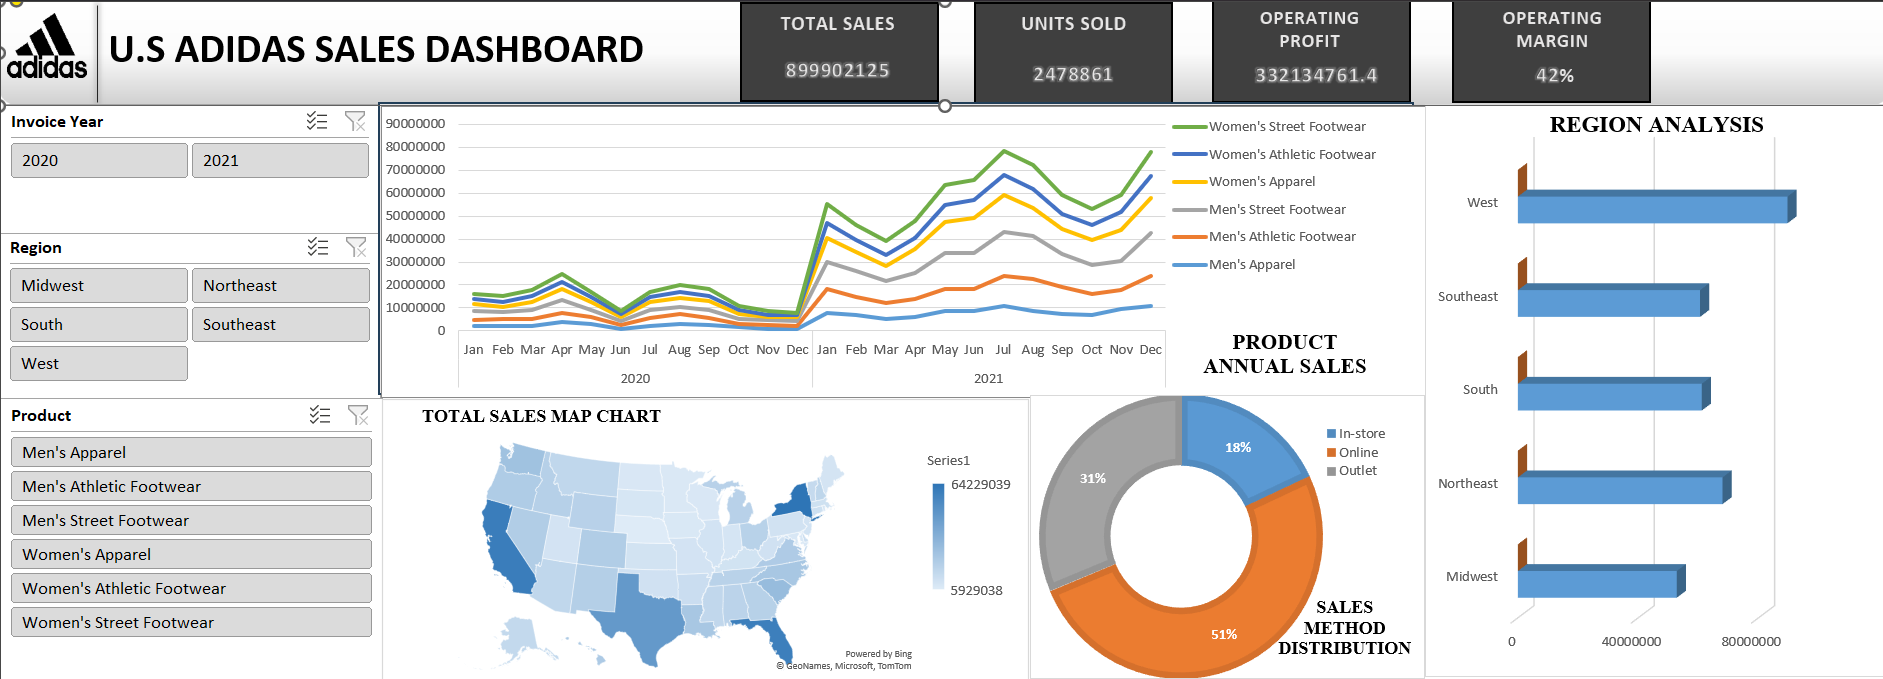 adidas
U.S ADIDAS SALES DASHBOARD
TOTAL SALES
899902125
UNITS SOLD
2478861
OPERATING
PROFIT
332134761.4
OPERATING
MARGIN
42%
Invoice Year
2020
2021
Region
Midwest
Northeast
South
Southeast
West
Product
Men's Apparel
Men's Athletic Footwear
Men's Street Footwear
Women's Apparel
Women's Athletic Footwear
Women's Street Footwear
90000000
80000000
70000000
60000000
50000000
40000000
30000000
20000000
10000000
0
Jan Feb Mar Apr May Jun Jul Aug Sep Oct Nov Dec Jan Feb Mar Apr May Jun Jul Aug Sep Oct Nov Dec
2020 2021
Women's Street Footwear
Women's Athletic Footwear
Women's Apparel
Men's Street Footwear
Men's Athletic Footwear
Men's Apparel
PRODUCT
ANNUAL SALES
TOTAL SALES MAP CHART
Series1
64229039
5929038
Powered by Bing
© GeoNames, Microsoft, TomTom
18%
31%
51%
In-store
Online
Outlet
SALES
METHOD
DISTRIBUTION
REGION ANALYSIS
West
Southeast
South
Northeast
Midwest
0 40000000 80000000